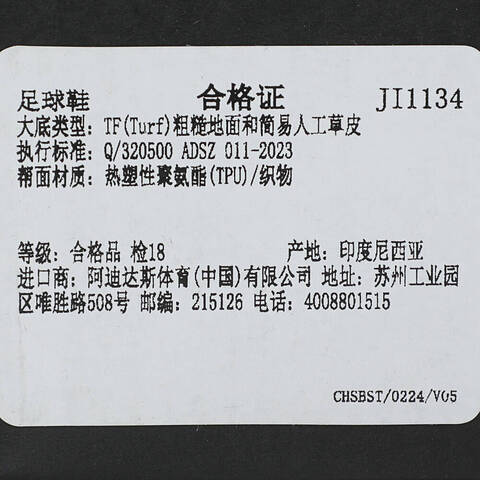 足球鞋 合格证 JI1134
大底类型: TF(Turf)粗糙地面和简易人工草皮
执行标准: Q/320500 ADSZ 011-2023
帮面材质: 热塑性聚氨酯(TPU)/织物
等级: 合格品 检18 产地: 印度尼西亚
进口商: 阿迪达斯体育(中国)有限公司 地址: 苏州工业园
区唯胜路508号 邮编: 215126 电话: 4008801515
CHSBST/0224/V05